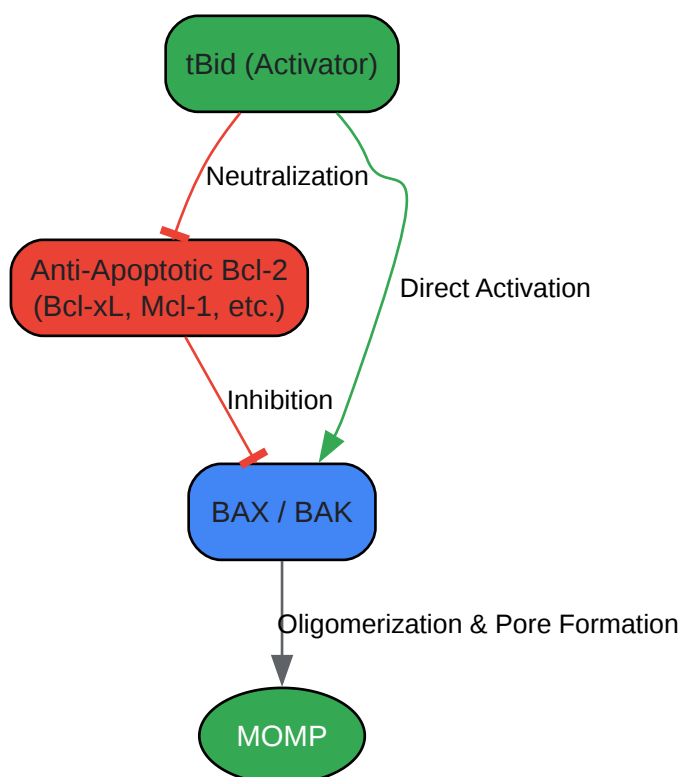 tBid (Activator)
Neutralization
Anti-Apoptotic Bcl-2
(Bcl-xL, Mcl-1, etc.)
Direct Activation
Inhibition
BAX / BAK
Oligomerization & Pore Formation
MOMP